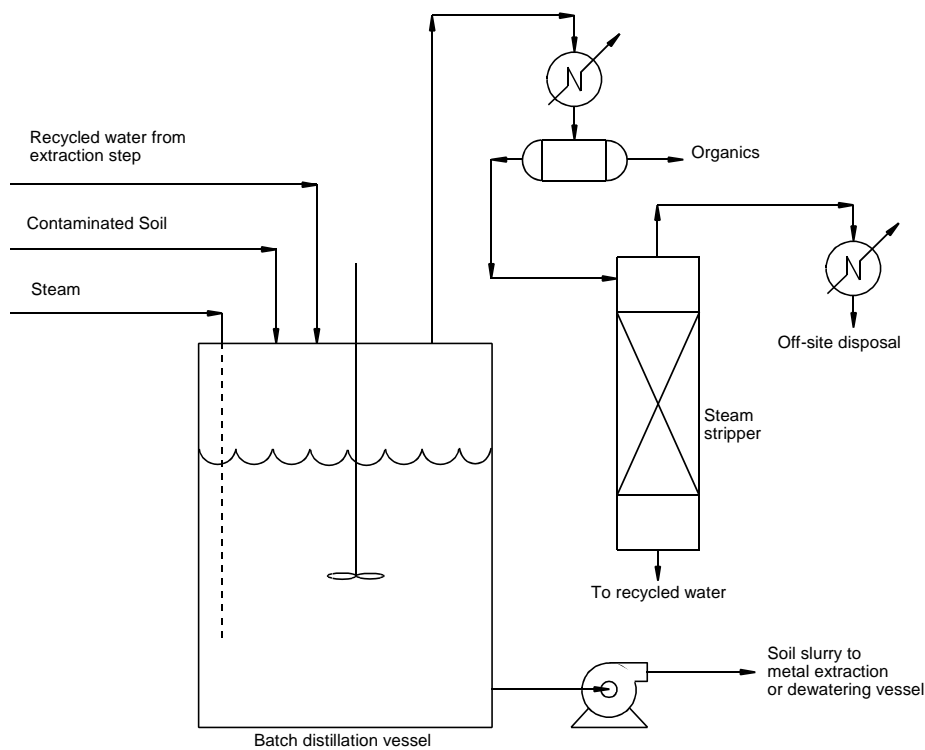 Recycled water from
extraction step
Organics
Contaminated Soil
Steam
Off-site disposal
Steam
stripper
To recycled water
Soil slurry to
metal extraction
or dewatering vessel
Batch distillation vessel